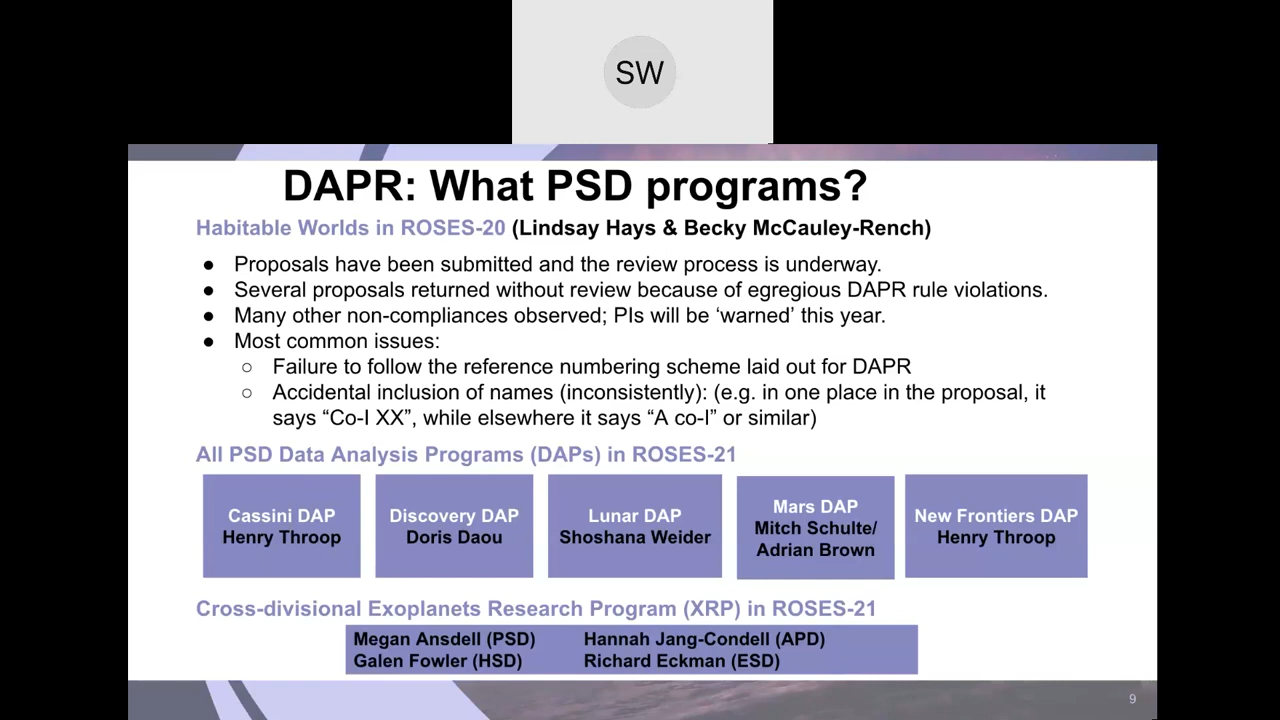 SW
DAPR: What PSD programs?
Habitable Worlds in ROSES-20 (Lindsay Hays & Becky McCauley-Rench)
● Proposals have been submitted and the review process is underway.
● Several proposals returned without review because of egregious DAPR rule violations.
● Many other non-compliances observed; PIs will be ‘warned’ this year.
● Most common issues:
○ Failure to follow the reference numbering scheme laid out for DAPR
○ Accidental inclusion of names (inconsistently): (e.g. in one place in the proposal, it
says “Co-I XX”, while elsewhere it says “A co-I” or similar)
All PSD Data Analysis Programs (DAPs) in ROSES-21
Cassini DAP
Henry Throop
Discovery DAP
Doris Daou
Lunar DAP
Shoshana Weider
Mars DAP
Mitch Schulte/
Adrian Brown
New Frontiers DAP
Henry Throop
Cross-divisional Exoplanets Research Program (XRP) in ROSES-21
Megan Ansdell (PSD) Hannah Jang-Condell (APD)
Galen Fowler (HSD) Richard Eckman (ESD)
9